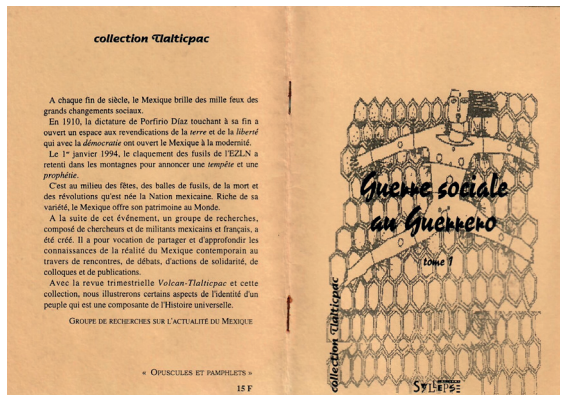 collection Tlalticpac
A chaque fin de siècle, le Mexique brille des mille feux des
grands changements sociaux.
En 1910, la dictature de Porfirio Díaz touchant à sa fin a
ouvert un espace aux revendications de la terre et de la liberté
qui avec la démocratie ont ouvert le Mexique à la modernité.
Le 1er janvier 1994, le claquement des fusils de l'EZLN a
retenti dans les montagnes pour annoncer une tempête et une
prophétie.
C'est au milieu des fêtes, des balles de fusils, de la mort et
des révolutions qu'est née la Nation mexicaine. Riche de sa
variété, le Mexique offre son patrimoine au Monde.
A la suite de cet événement, un groupe de recherches,
composé de chercheurs et de militants mexicains et français, a
été créé. Il a pour vocation de partager et d'approfondir les
connaissances de la réalité du Mexique contemporain au
travers de rencontres, de débats, d'actions de solidarité, de
colloques et de publications.
Avec la revue trimestrielle Volcan-Tlalticpac et cette
collection, nous illustrerons certains aspects de l'identité d'un
peuple qui est une composante de l'Histoire universelle.
GROUPE DE RECHERCHES SUR L'ACTUALITÉ DU MEXIQUE
« OPUSCULES ET PAMPHLETS »
15 F
Guerre sociale
au Guerrero
tome 1
collection Tlalticpac
SYLLEPSE